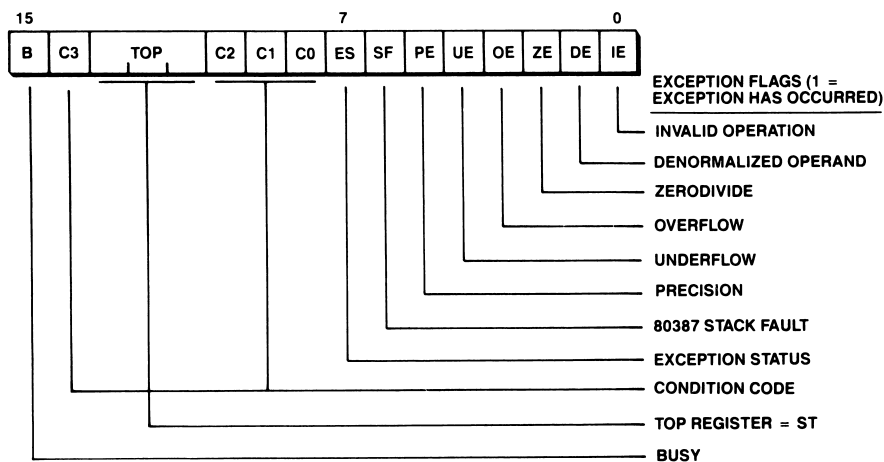 15 7 0
B C3 TOP C2 C1 C0 ES SF PE UE OE ZE DE IE
EXCEPTION FLAGS (1 =
EXCEPTION HAS OCCURRED)
INVALID OPERATION
DENORMALIZED OPERAND
ZERODIVIDE
OVERFLOW
UNDERFLOW
PRECISION
80387 STACK FAULT
EXCEPTION STATUS
CONDITION CODE
TOP REGISTER = ST
BUSY